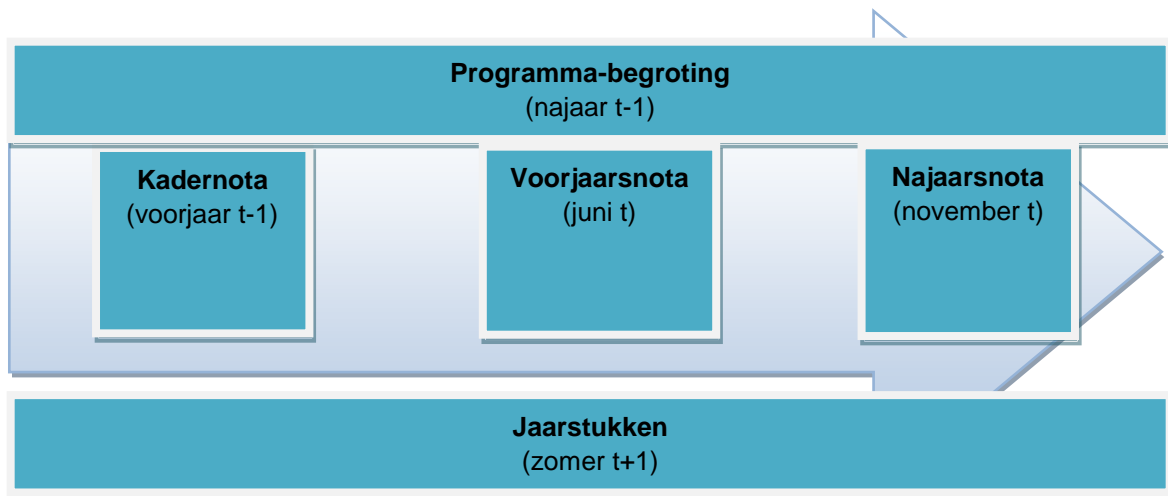 Programma-begroting
(najaar t-1)
Kadernota
(voorjaar t-1)
Voorjaarsnota
(juni t)
Najaarsnota
(november t)
Jaarstukken
(zomer t+1)